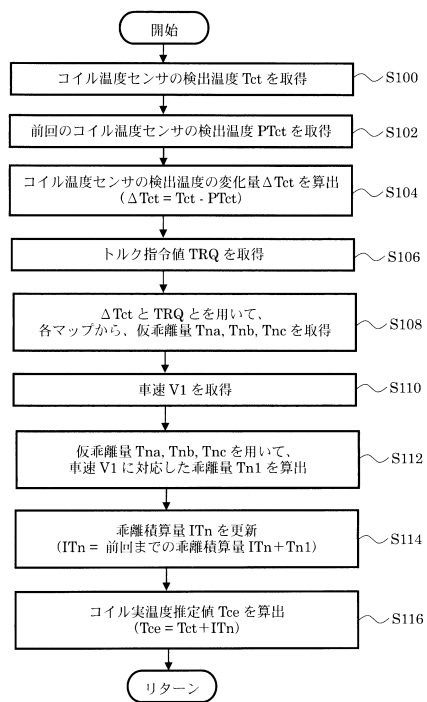 開始
コイル温度センサの検出温度 Tct を取得
S100
前回のコイル温度センサの検出温度 PTct を取得
S102
コイル温度センサの検出温度の変化量ΔTct を算出
(ΔTct = Tct - PTct)
S104
トルク指令値 TRQ を取得
S106
ΔTct と TRQ とを用いて、
各マップから、仮乖離量 Tna, Tnb, Tnc を取得
S108
車速 V1 を取得
S110
仮乖離量 Tna, Tnb, Tnc を用いて、
車速 V1 に対応した乖離量 Tn1 を算出
S112
乖離積算量 ITn を更新
(ITn = 前回までの乖離積算量 ITn+Tn1)
S114
コイル実温度推定値 Tce を算出
(Tce = Tct+ITn)
S116
リターン